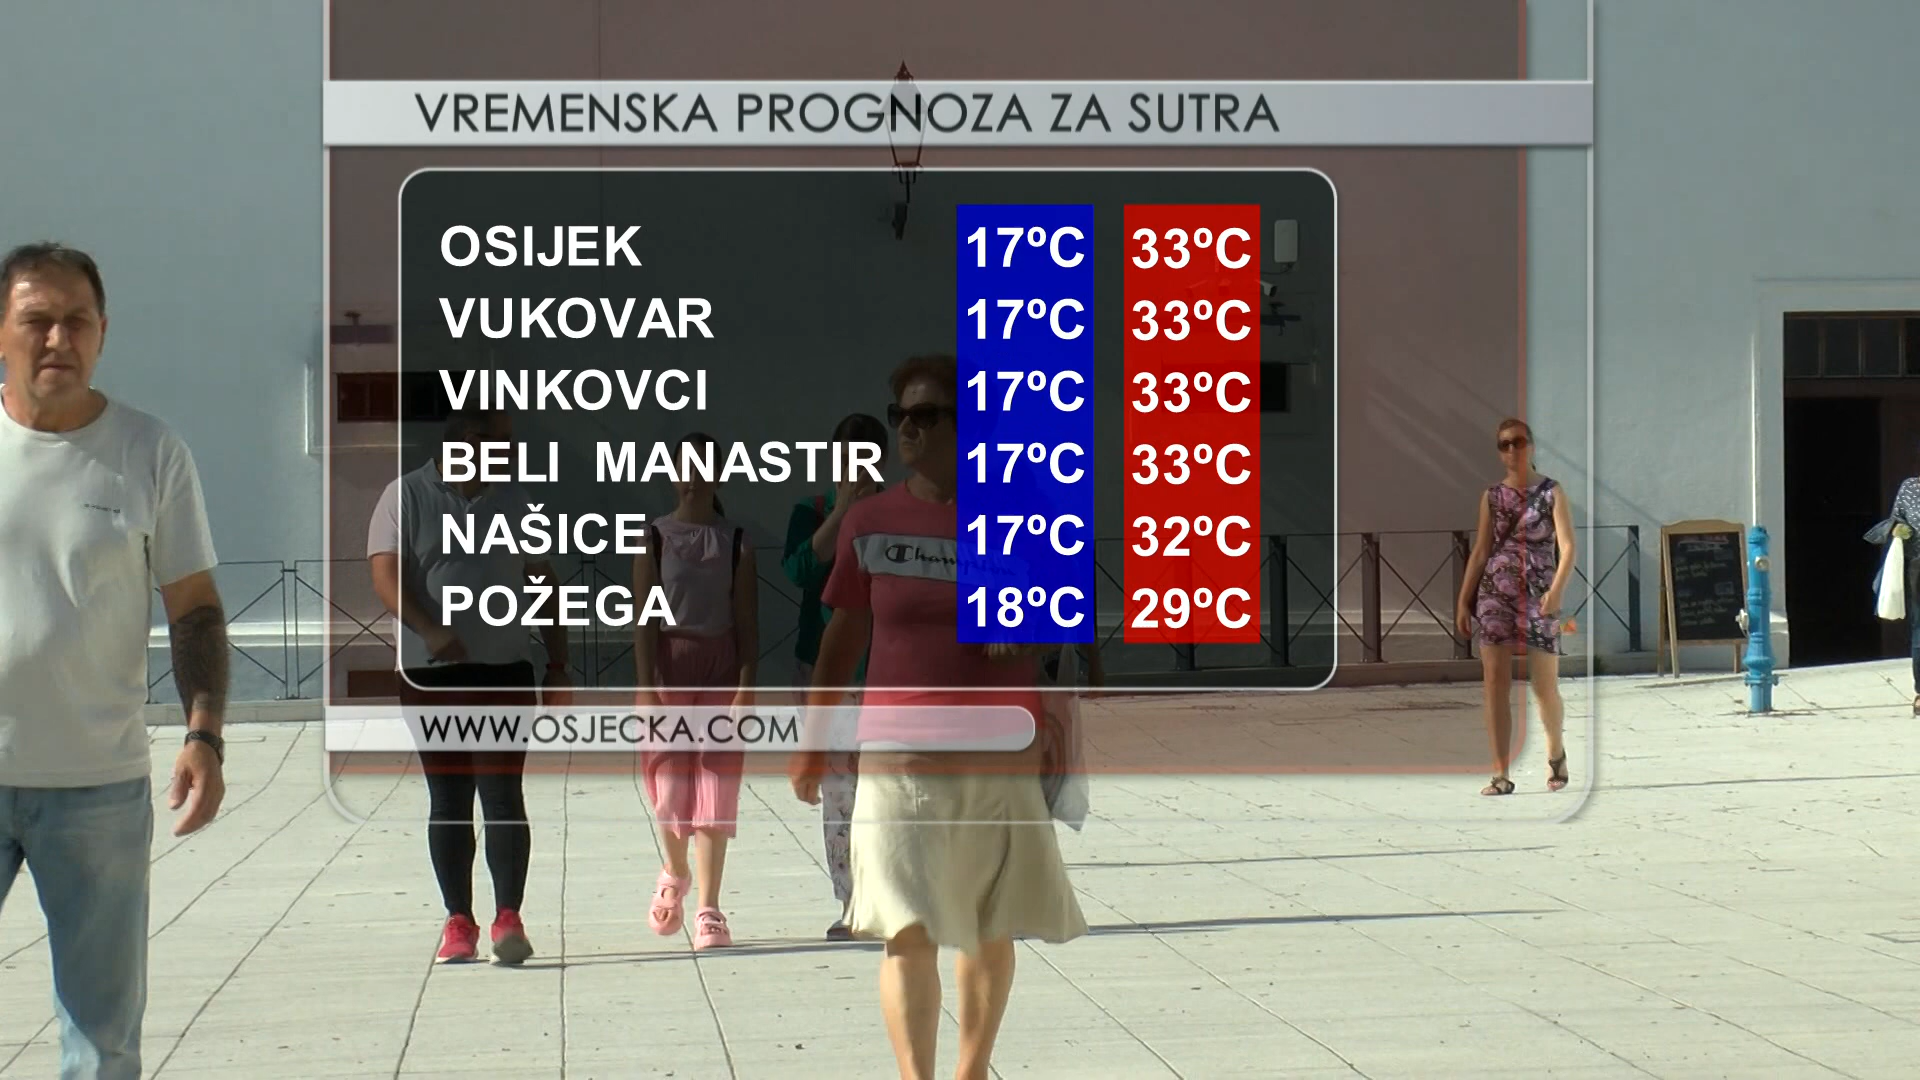 VREMENSKA PROGNOZA ZA SUTRA
OSIJEK 17ºC 33ºC
VUKOVAR 17ºC 33ºC
VINKOVCI 17ºC 33ºC
BELI MANASTIR 17ºC 33ºC
NAŠICE 17ºC 32ºC
POŽEGA 18ºC 29ºC
WWW.OSJECKA.COM
Champion